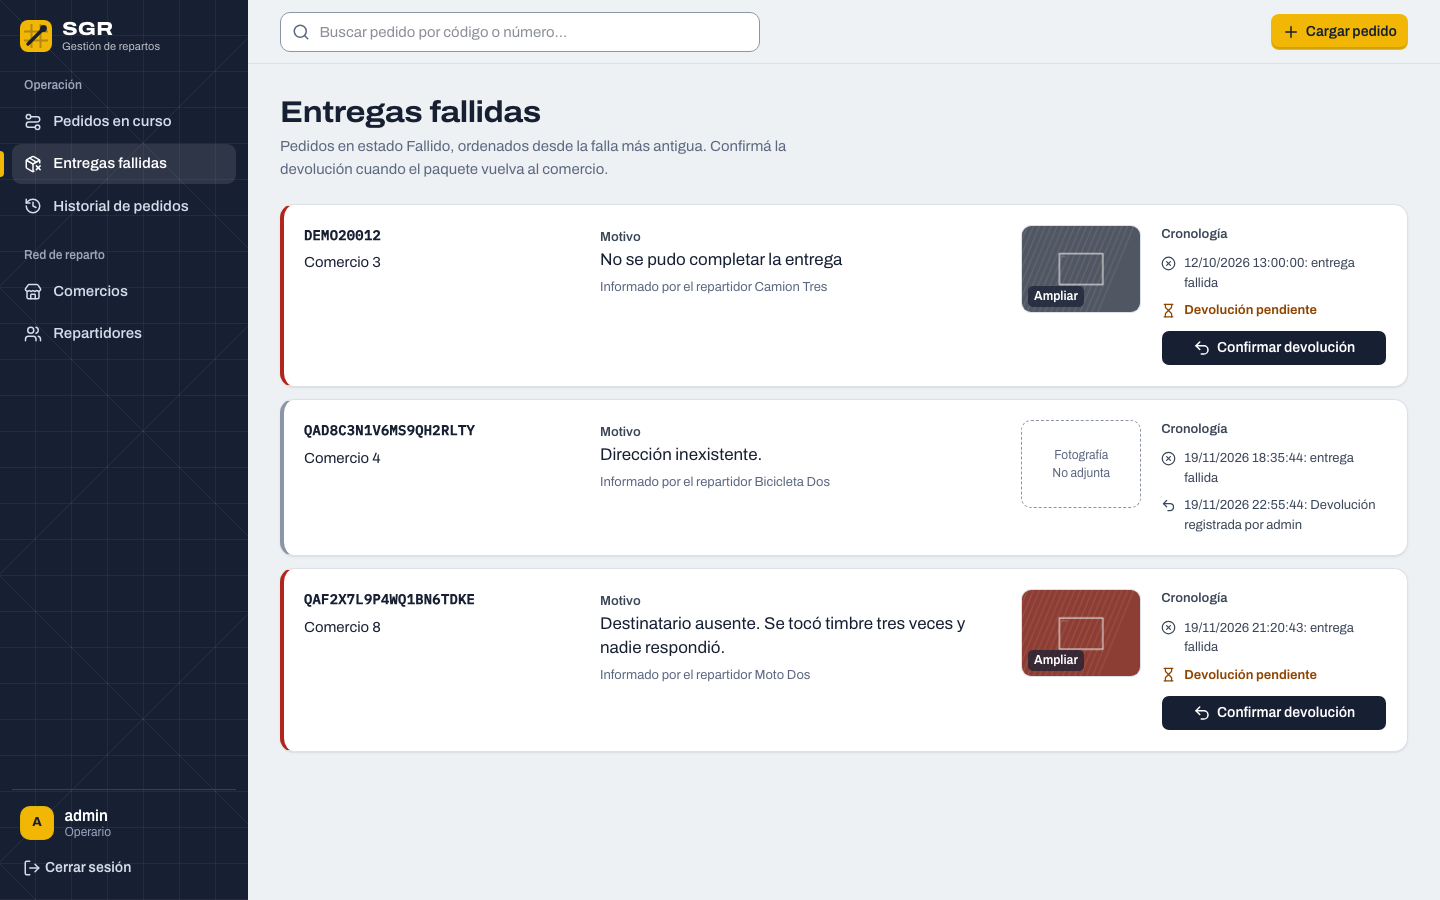 SGR
Gestión de repartos
Operación
Pedidos en curso
Entregas fallidas
Historial de pedidos
Red de reparto
Comercios
Repartidores
A
admin
Operario
Cerrar sesión
Buscar pedido por código o número...
Cargar pedido
Entregas fallidas
Pedidos en estado Fallido, ordenados desde la falla más antigua. Confirmá la
devolución cuando el paquete vuelva al comercio.
DEMO20012
Comercio 3
Motivo
No se pudo completar la entrega
Informado por el repartidor Camion Tres
Ampliar
Cronología
12/10/2026 13:00:00: entrega
fallida
Devolución pendiente
Confirmar devolución
QAD8C3N1V6MS9QH2RLTY
Comercio 4
Motivo
Dirección inexistente.
Informado por el repartidor Bicicleta Dos
Fotografía
No adjunta
Cronología
19/11/2026 18:35:44: entrega
fallida
19/11/2026 22:55:44: Devolución
registrada por admin
QAF2X7L9P4WQ1BN6TDKE
Comercio 8
Motivo
Destinatario ausente. Se tocó timbre tres veces y
nadie respondió.
Informado por el repartidor Moto Dos
Ampliar
Cronología
19/11/2026 21:20:43: entrega
fallida
Devolución pendiente
Confirmar devolución